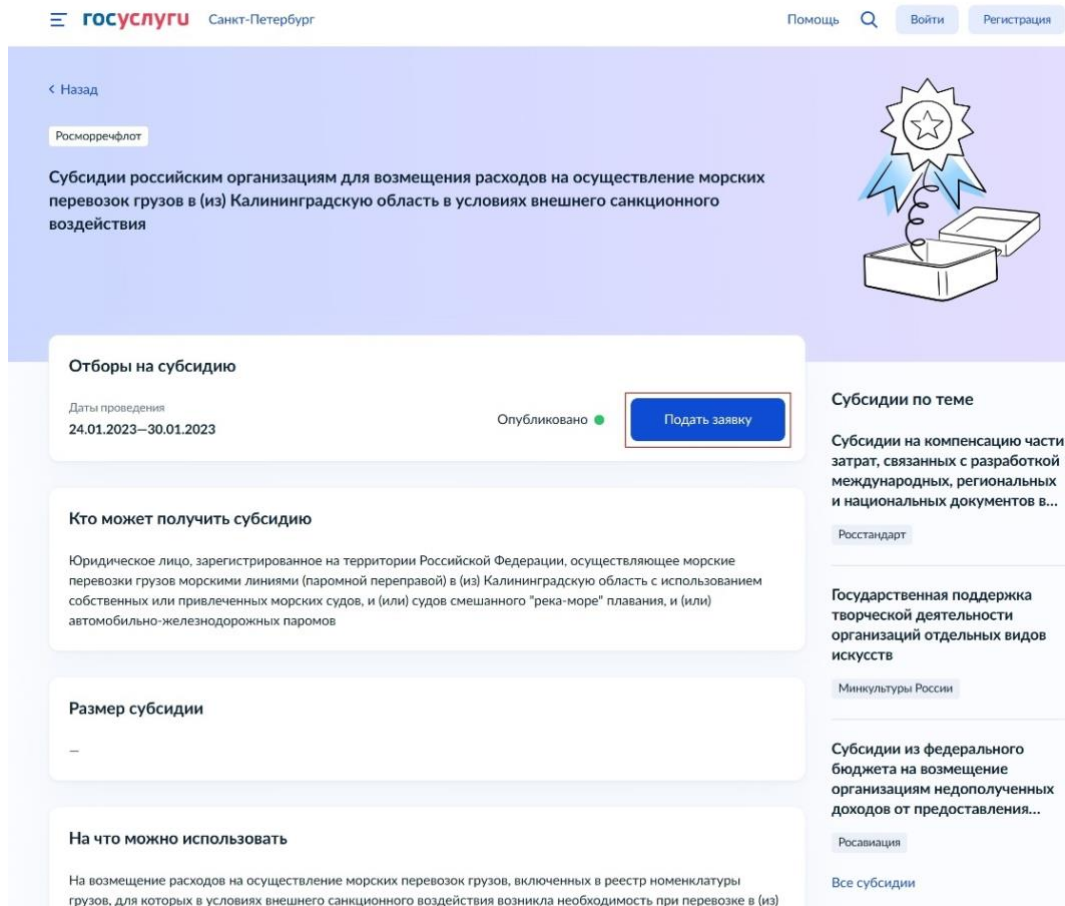 госуслуги Санкт-Петербург Помощь Войти Регистрация
Назад
Росморречфлот
Субсидии российским организациям для возмещения расходов на осуществление морских
перевозок грузов в (из) Калининградскую область в условиях внешнего санкционного
воздействия
Отборы на субсидию
Даты проведения
24.01.2023—30.01.2023
Опубликовано
Подать заявку
Кто может получить субсидию
Юридическое лицо, зарегистрированное на территории Российской Федерации, осуществляющее морские
перевозки грузов морскими линиями (паромной переправой) в (из) Калининградскую область с использованием
собственных или привлеченных морских судов, и (или) судов смешанного "река-море" плавания, и (или)
автомобильно-железнодорожных паромов
Размер субсидии
—
На что можно использовать
На возмещение расходов на осуществление морских перевозок грузов, включенных в реестр номенклатуры
грузов, для которых в условиях внешнего санкционного воздействия возникла необходимость при перевозке в (из)
Субсидии по теме
Субсидии на компенсацию части
затрат, связанных с разработкой
международных, региональных
и национальных документов в...
Росстандарт
Государственная поддержка
творческой деятельности
организаций отдельных видов
искусств
Минкультуры России
Субсидии из федерального
бюджета на возмещение
организациям недополученных
доходов от предоставления...
Росавиация
Все субсидии